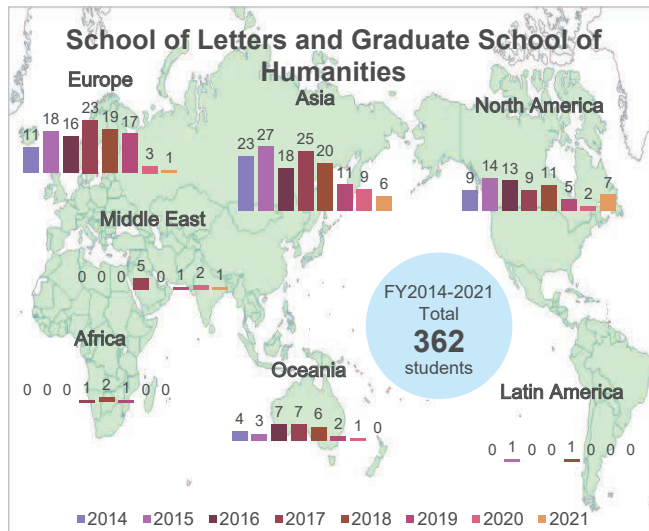 School of Letters and Graduate School of
Humanities
Europe
11 18 16 23 19 17 3 1
Asia
23 27 18 25 20 11 9 6
North America
9 14 13 9 11 5 2 7
Middle East
0 0 0 5 0 1 2 1
FY2014-2021
Total
362
students
Africa
0 0 0 1 2 1 0 0
Oceania
4 3 7 7 6 2 1 0
Latin America
0 1 0 0 1 0 0 0
2014 2015 2016 2017 2018 2019 2020 2021